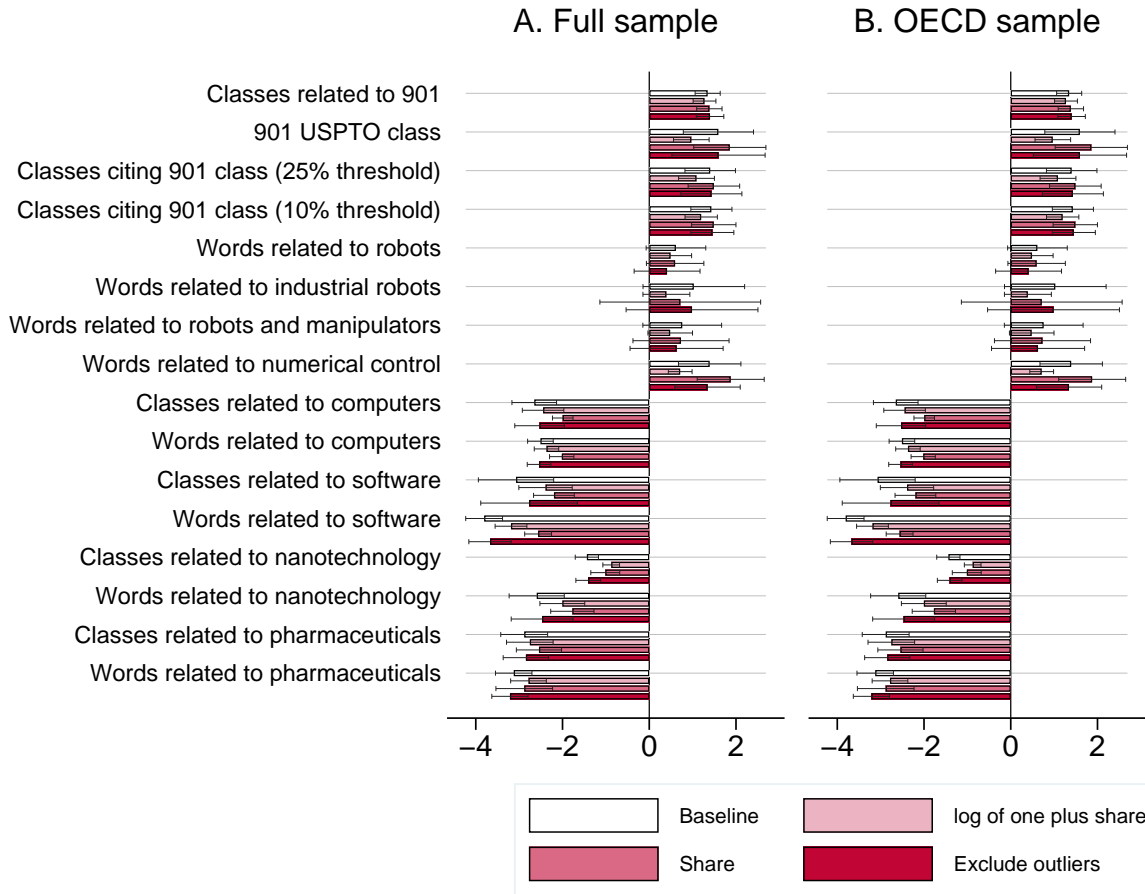 A. Full sample
B. OECD sample
Classes related to 901
901 USPTO class
Classes citing 901 class (25% threshold)
Classes citing 901 class (10% threshold)
Words related to robots
Words related to industrial robots
Words related to robots and manipulators
Words related to numerical control
Classes related to computers
Words related to computers
Classes related to software
Words related to software
Classes related to nanotechnology
Words related to nanotechnology
Classes related to pharmaceuticals
Words related to pharmaceuticals
−4 −2 0 2
−4 −2 0 2
Baseline
log of one plus share
Share
Exclude outliers